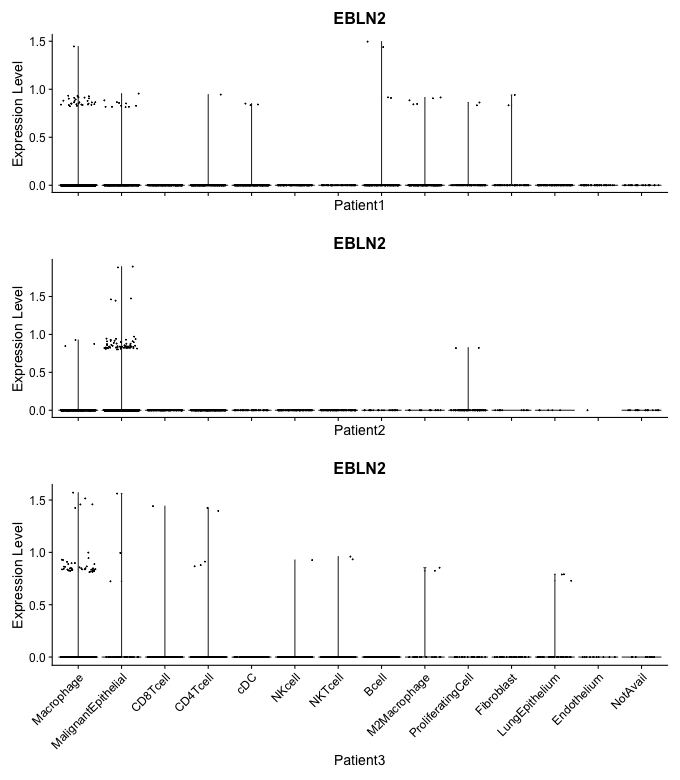 EBLN2
Expression Level
1.5
1.0
0.5
0.0
Patient1
EBLN2
Expression Level
1.5
1.0
0.5
0.0
Patient2
EBLN2
Expression Level
1.5
1.0
0.5
0.0
Macrophage
MalignantEpithelial
CD8Tcell
CD4Tcell
cDC
NKcell
NKTcell
Bcell
M2Macrophage
ProliferatingCell
Fibroblast
LungEpithelium
Endothelium
NotAvail
Patient3